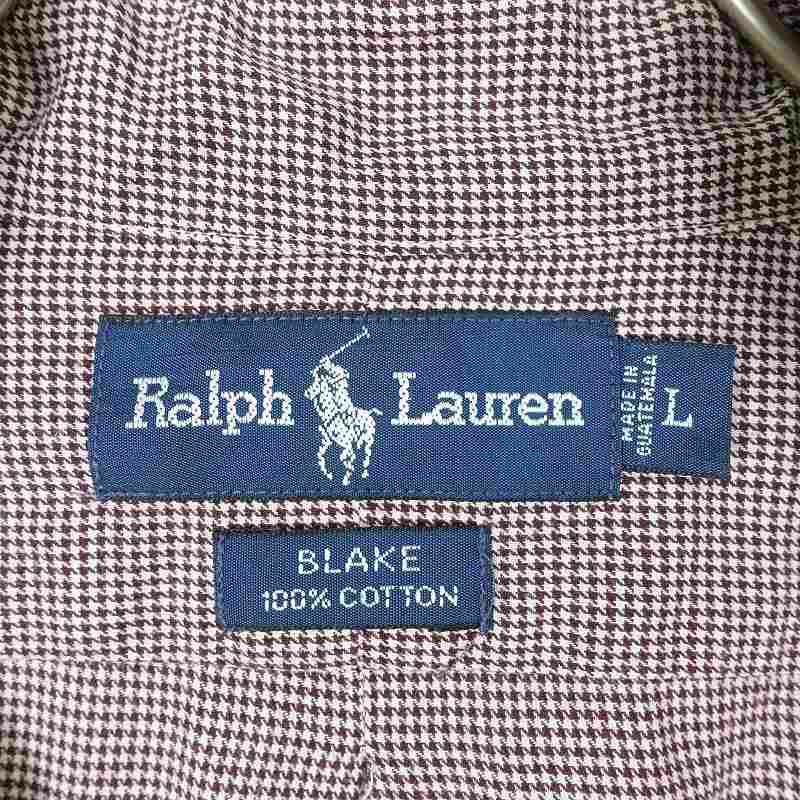 Ralph Lauren
MADE IN
GUATEMALA
L
BLAKE
100% COTTON